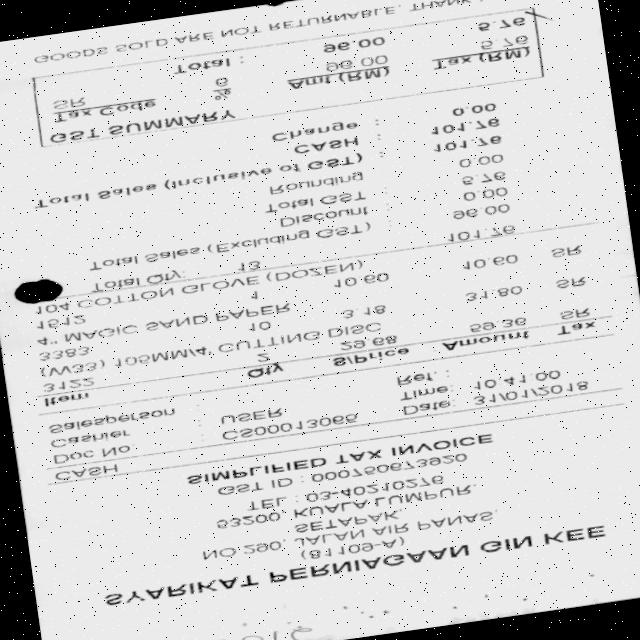 SYARIKAT PERNIAGAAN GIN KEE
(81109-A)
NO 290, JALAN AIR PANAS,
SETAPAK,
53200, KUALA LUMPUR.
TEL : 03-40210276
GST ID : 000750673920
SIMPLIFIED TAX INVOICE
CASH
Doc No : CS00013065 Date: 31/01/2018
Cashier : USER Time: 10:41:00
Salesperson : Ref. :
Item Qty S/Price Amount Tax
3122 2 29.68 59.36 SR
(W33) 105MM/4" CUTTING DISC
3383 10 3.18 31.80 SR
4" MAGIC SAND PAPER
1612 1 10.60 10.60 SR
104 COTTON GLOVE (DOZEN)
Total Qty: 13 101.76
Total Sales (Excluding GST) 96.00
Discount : 0.00
Total GST : 5.76
Rounding : 0.00
Total Sales (Inclusive of GST) : 101.76
CASH : 101.76
Change : 0.00
GST SUMMARY
Tax Code % Amt (RM) Tax (RM)
SR 6 96.00 5.76
Total : 96.00 5.76
GOODS SOLD ARE NOT RETURNABLE,